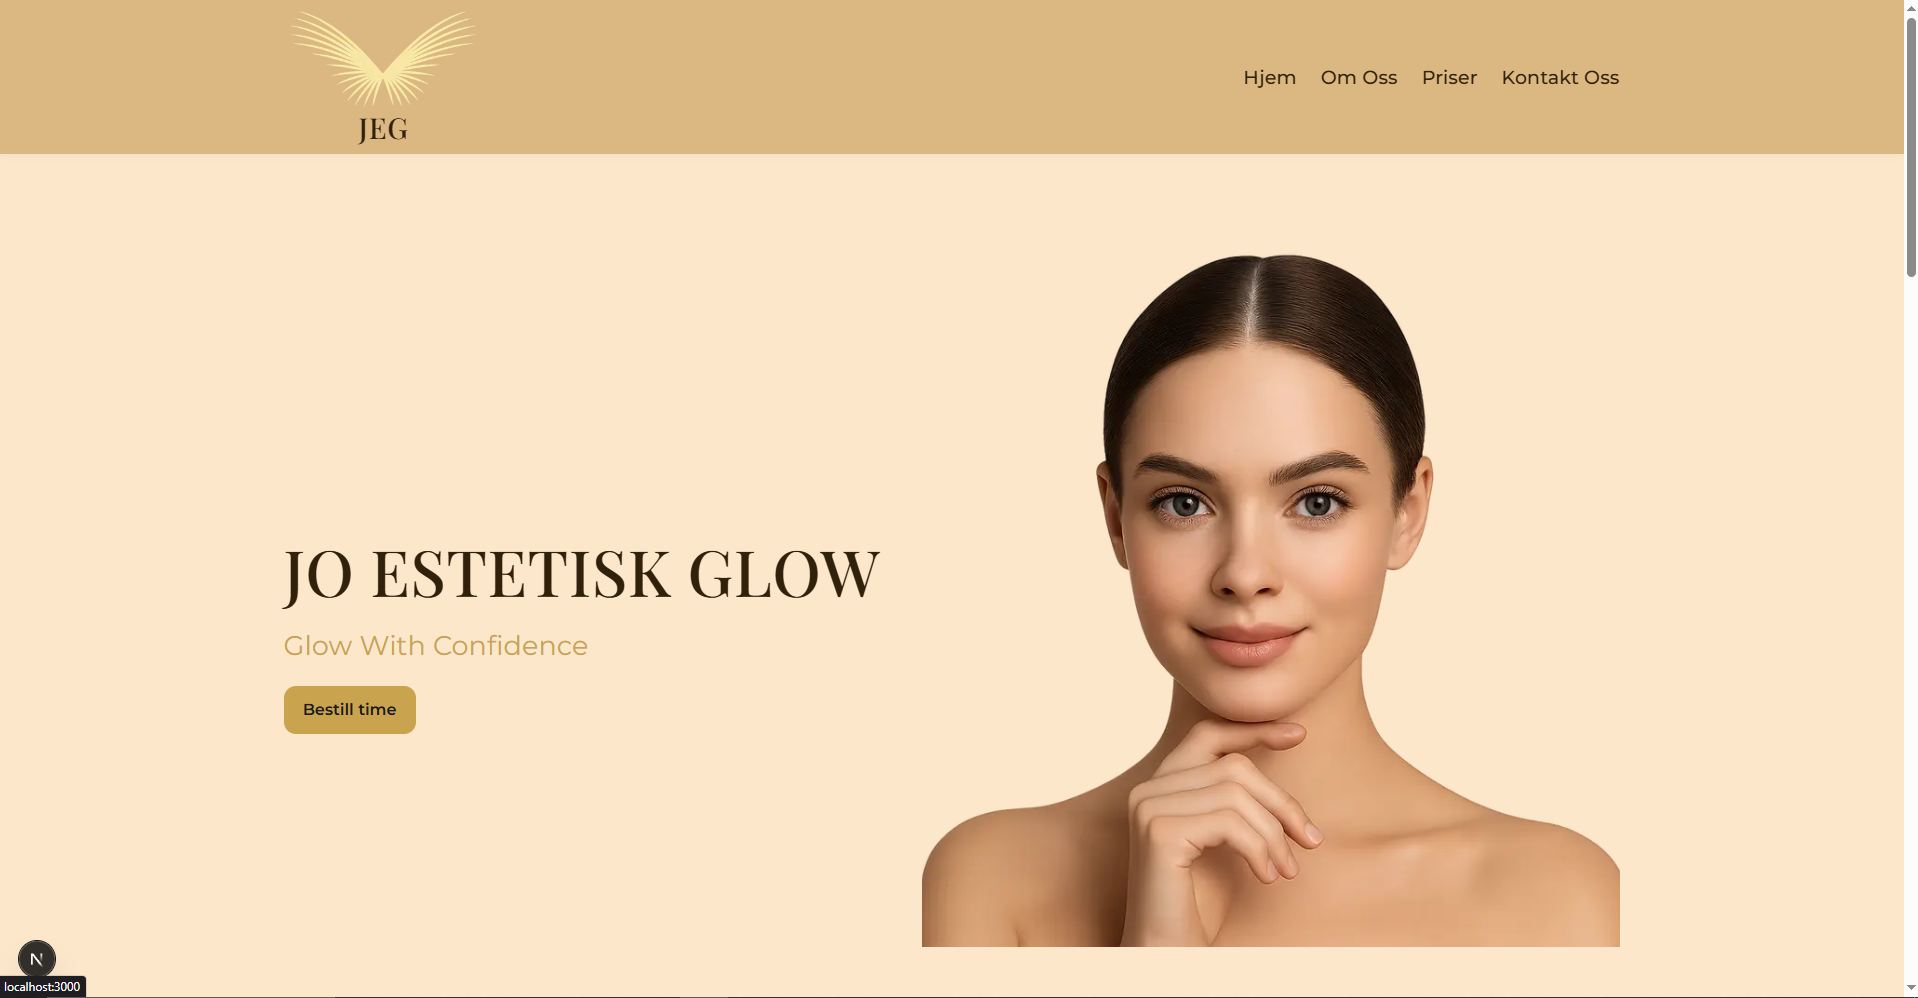 JEG
Hjem Om Oss Priser Kontakt Oss
JO ESTETISK GLOW
Glow With Confidence
Bestill time
N
localhost:3000